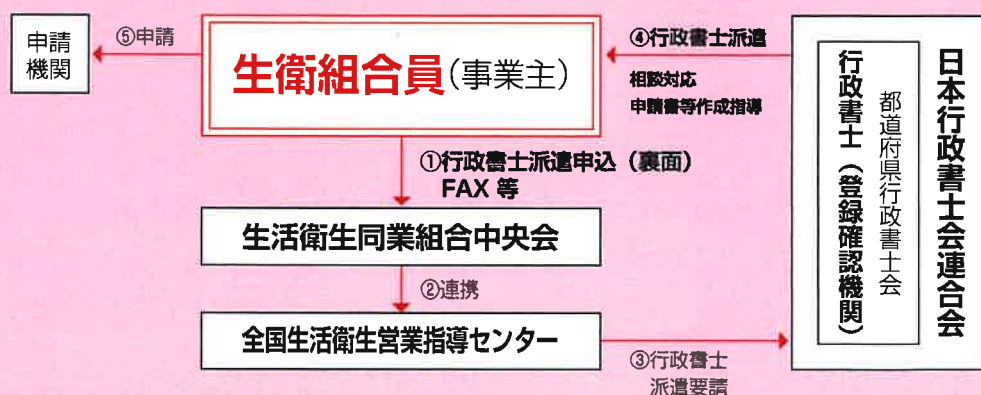 申請
機関
⑤申請
生衛組合員(事業主)
④行政書士派遣
相談対応
申請書等作成指導
①行政書士派遣申込(裏面)
FAX 等
生活衛生同業組合中央会
②連携
全国生活衛生営業指導センター
③行政書士
派遣要請
日本行政書士会連合会
都道府県行政書士会
行政書士(登録確認機関)